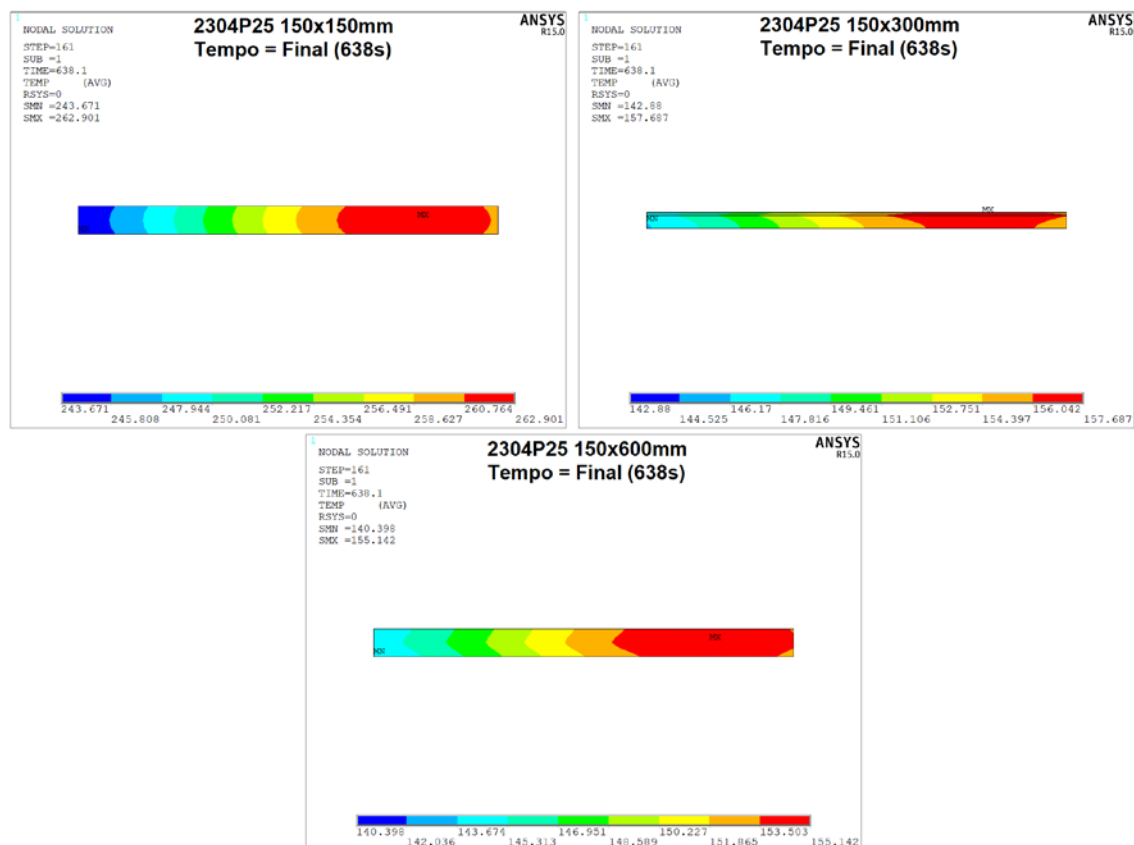 1
NODAL SOLUTION
STEP=161
SUB =1
TIME=638.1
TEMP (AVG)
RSYS=0
SMN =243.671
SMX =262.901
2304P25 150x150mm
Tempo = Final (638s)
ANSYS
R15.0
MX
MN
243.671 247.944 252.217 256.491 260.764
245.808 250.081 254.354 258.627 262.901
1
NODAL SOLUTION
STEP=161
SUB =1
TIME=638.1
TEMP (AVG)
RSYS=0
SMN =142.88
SMX =157.687
2304P25 150x300mm
Tempo = Final (638s)
ANSYS
R15.0
MX
MN
142.88 146.17 149.461 152.751 156.042
144.525 147.816 151.106 154.397 157.687
1
NODAL SOLUTION
STEP=161
SUB =1
TIME=638.1
TEMP (AVG)
RSYS=0
SMN =140.398
SMX =155.142
2304P25 150x600mm
Tempo = Final (638s)
ANSYS
R15.0
MX
MN
140.398 143.674 146.951 150.227 153.503
142.036 145.313 148.589 151.865 155.142